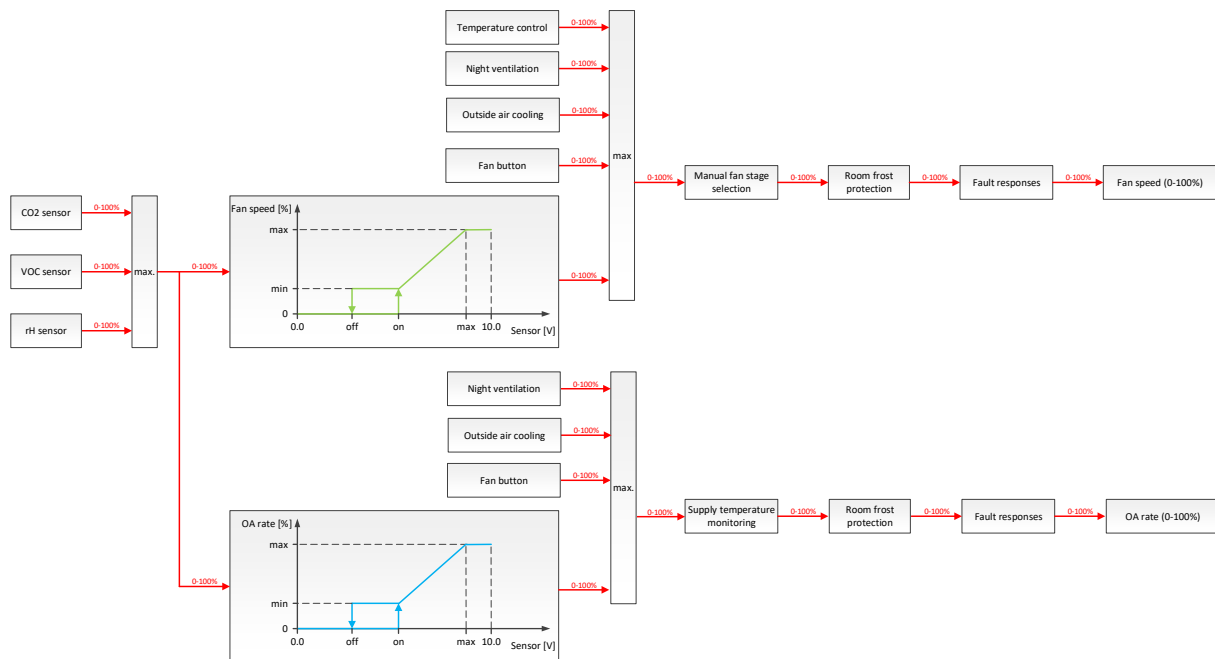 Temperature control
0-100%
Night ventilation
0-100%
Outside air cooling
0-100%
Fan button
0-100%
max
0-100%
Manual fan stage
selection
0-100%
Room frost
protection
0-100%
Fault responses
0-100%
Fan speed (0-100%)
CO2 sensor
0-100%
VOC sensor
0-100%
rH sensor
0-100%
max.
0-100%
Fan speed [%]
max
min
0
0.0
off
on
max
10.0
Sensor [V]
0-100%
Night ventilation
0-100%
Outside air cooling
0-100%
Fan button
0-100%
max.
0-100%
Supply temperature
monitoring
0-100%
Room frost
protection
0-100%
Fault responses
0-100%
OA rate (0-100%)
0-100%
OA rate [%]
max
min
0
0.0
off
on
max
10.0
Sensor [V]
0-100%